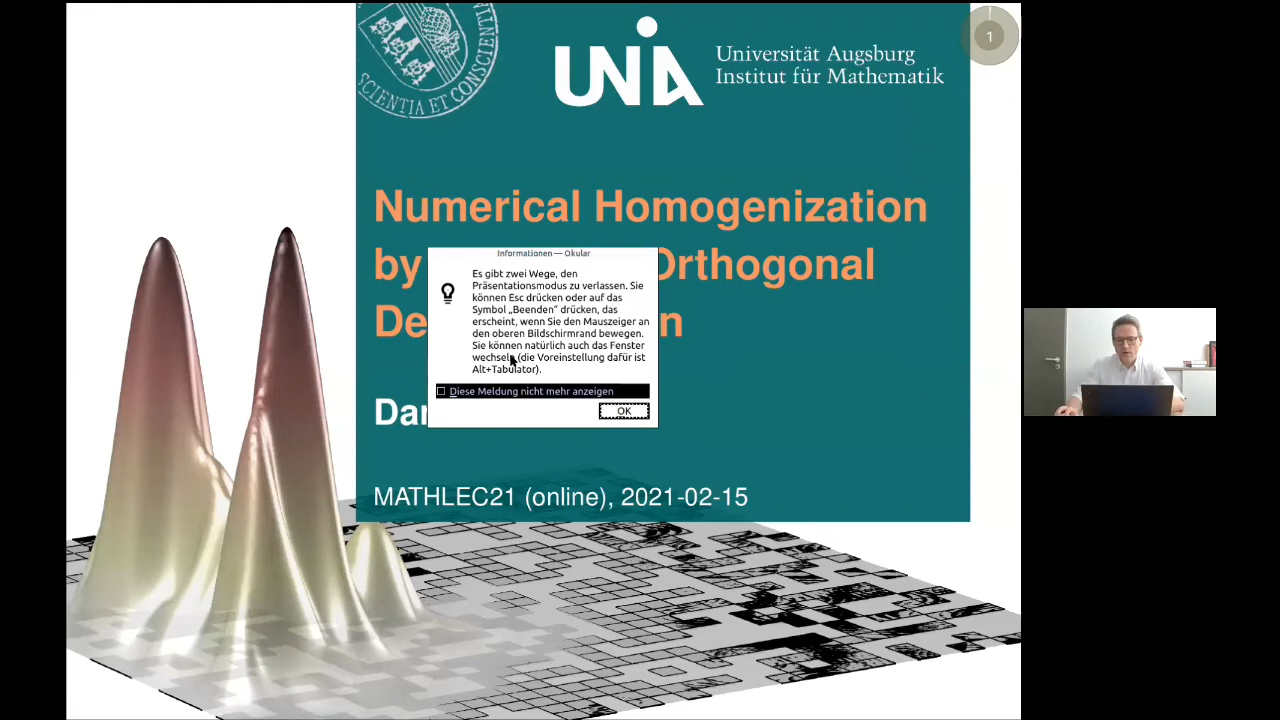 SCIENTIA ET CONSCIENTIA
UNIA
Universität Augsburg
Institut für Mathematik
1
Numerical Homogenization
by Orthogonal
De n
Dan
MATHLEC21 (online), 2021-02-15
Informationen — Okular
Es gibt zwei Wege, den
Präsentationsmodus zu verlassen. Sie
können Esc drücken oder auf das
Symbol „Beenden“ drücken, das
erscheint, wenn Sie den Mauszeiger an
den oberen Bildschirmrand bewegen.
Sie können natürlich auch das Fenster
wechseln (die Voreinstellung dafür ist
Alt+Tabulator).
Diese Meldung nicht mehr anzeigen
OK